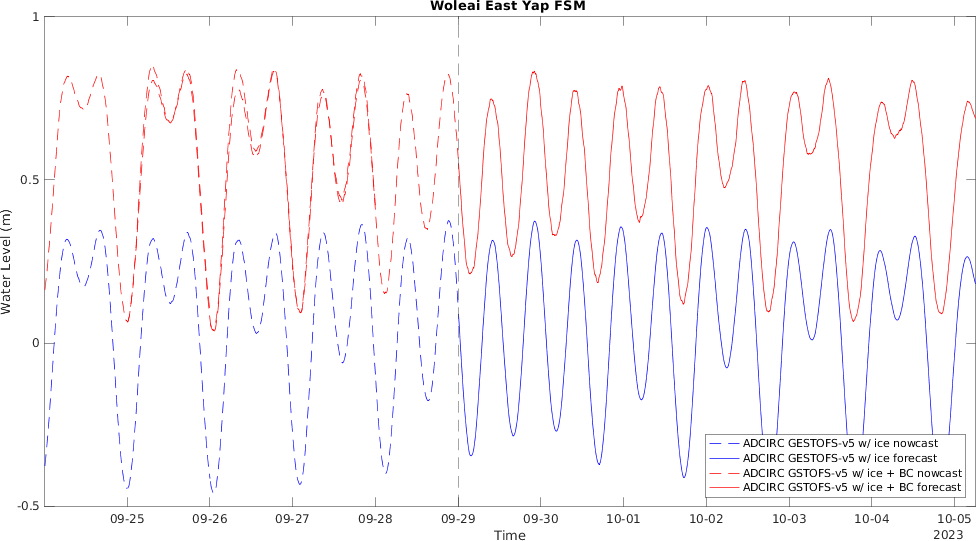 Woleai East Yap FSM
Water Level (m)
1
0.5
0
-0.5
ADCIRC GESTOFS-v5 w/ ice nowcast
ADCIRC GESTOFS-v5 w/ ice forecast
ADCIRC GSTOFS-v5 w/ ice + BC nowcast
ADCIRC GSTOFS-v5 w/ ice + BC forecast
09-25 09-26 09-27 09-28 09-29 09-30 10-01 10-02 10-03 10-04 10-05
Time
2023